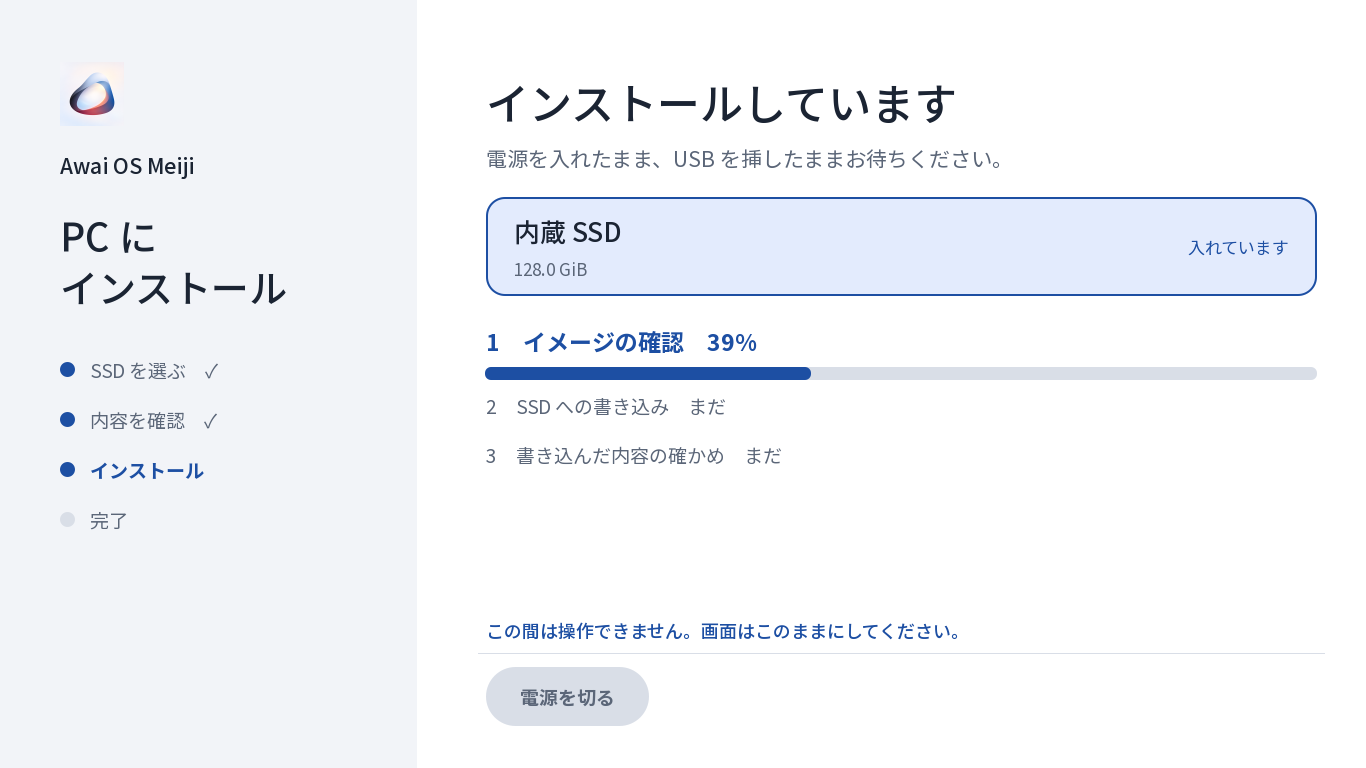 Awai OS Meiji
PC に
インストール
SSD を選ぶ ✓
内容を確認 ✓
インストール
完了
インストールしています
電源を入れたまま、USB を挿したままお待ちください。
内蔵 SSD
128.0 GiB
入れています
1 イメージの確認 39%
2 SSD への書き込み まだ
3 書き込んだ内容の確かめ まだ
この間は操作できません。画面はこのままにしてください。
電源を切る